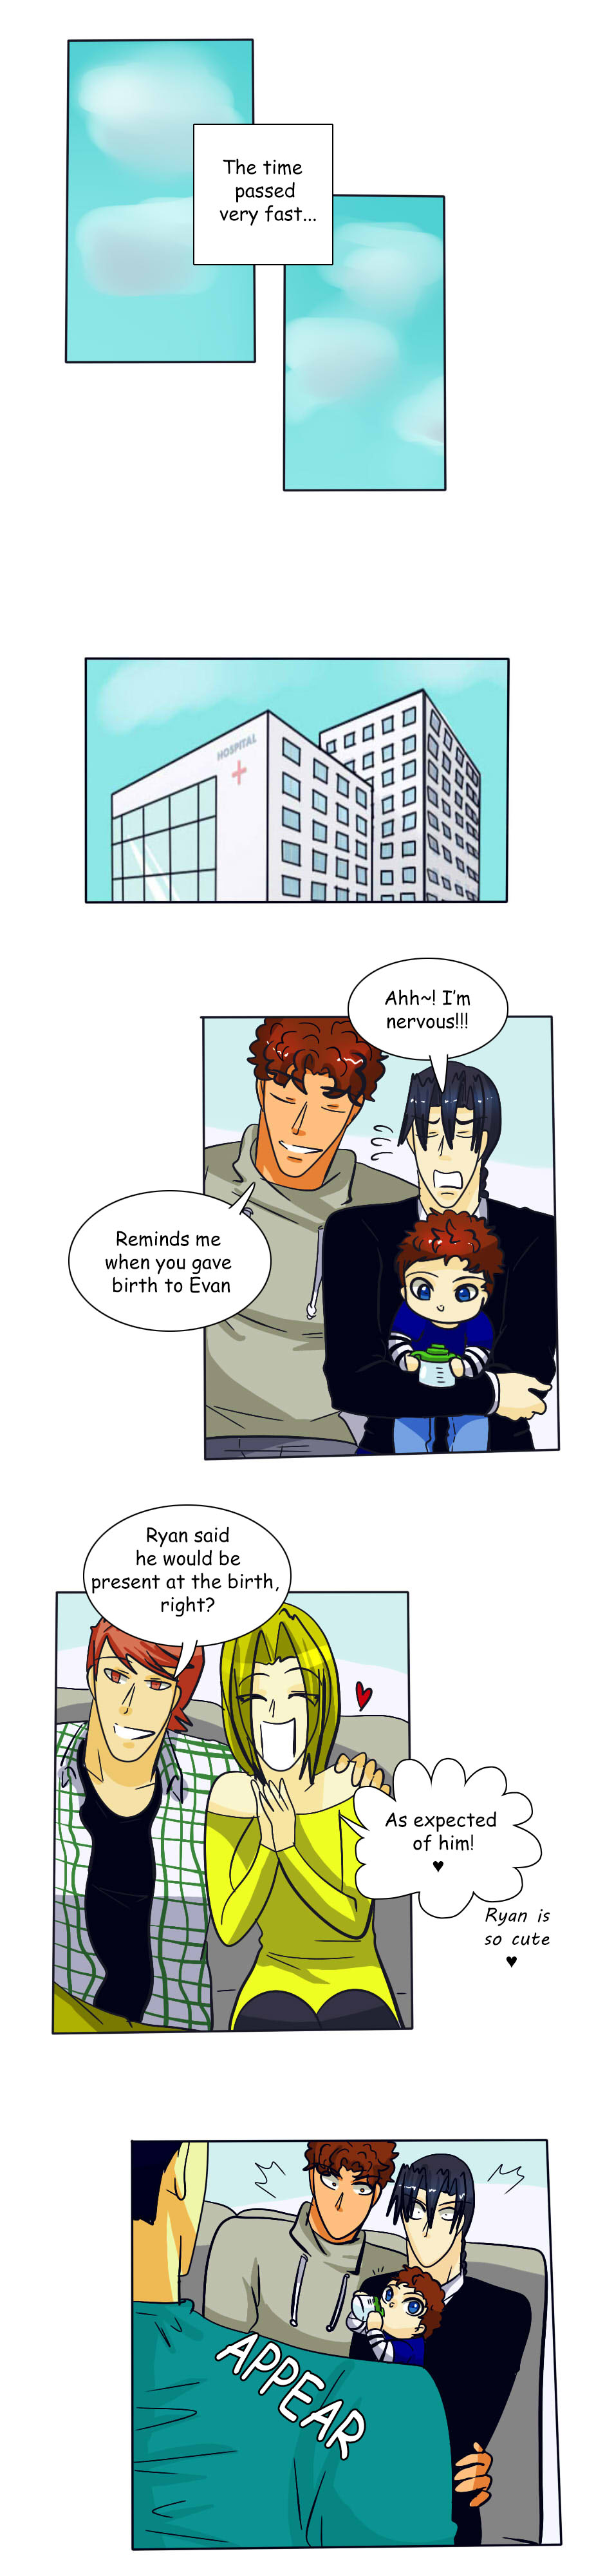 The time
passed
very fast...
HOSPITAL
Ahh~! I'm
nervous!!!
Reminds me
when you gave
birth to Evan
Ryan said
he would be
present at the birth,
right?
As expected
of him!
♥
Ryan is
so cute
♥
APPEAR